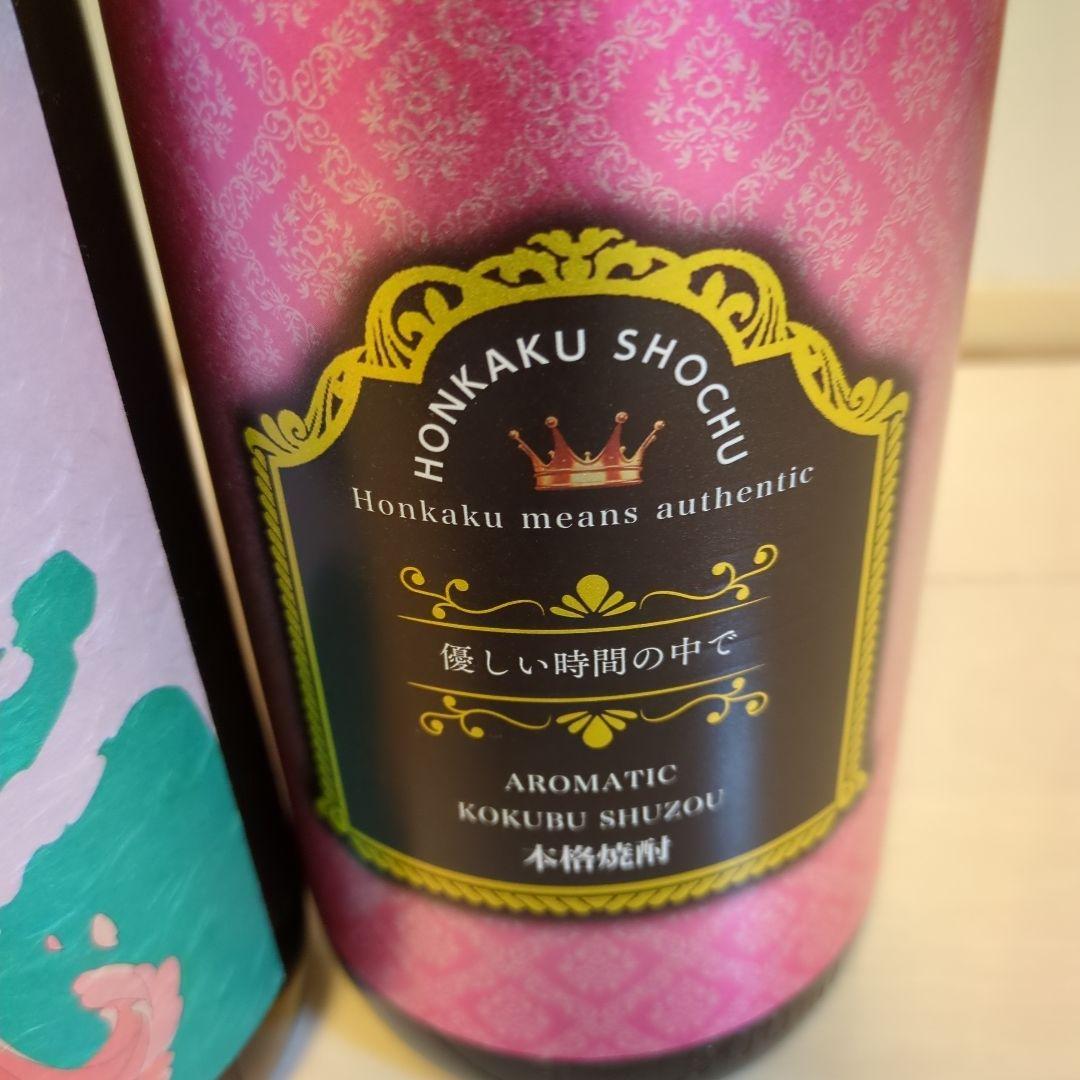 HONKAKU SHOCHU
Honkaku means authentic
優しい時間の中で
AROMATIC
KOKUBU SHUZOU
本格焼酎